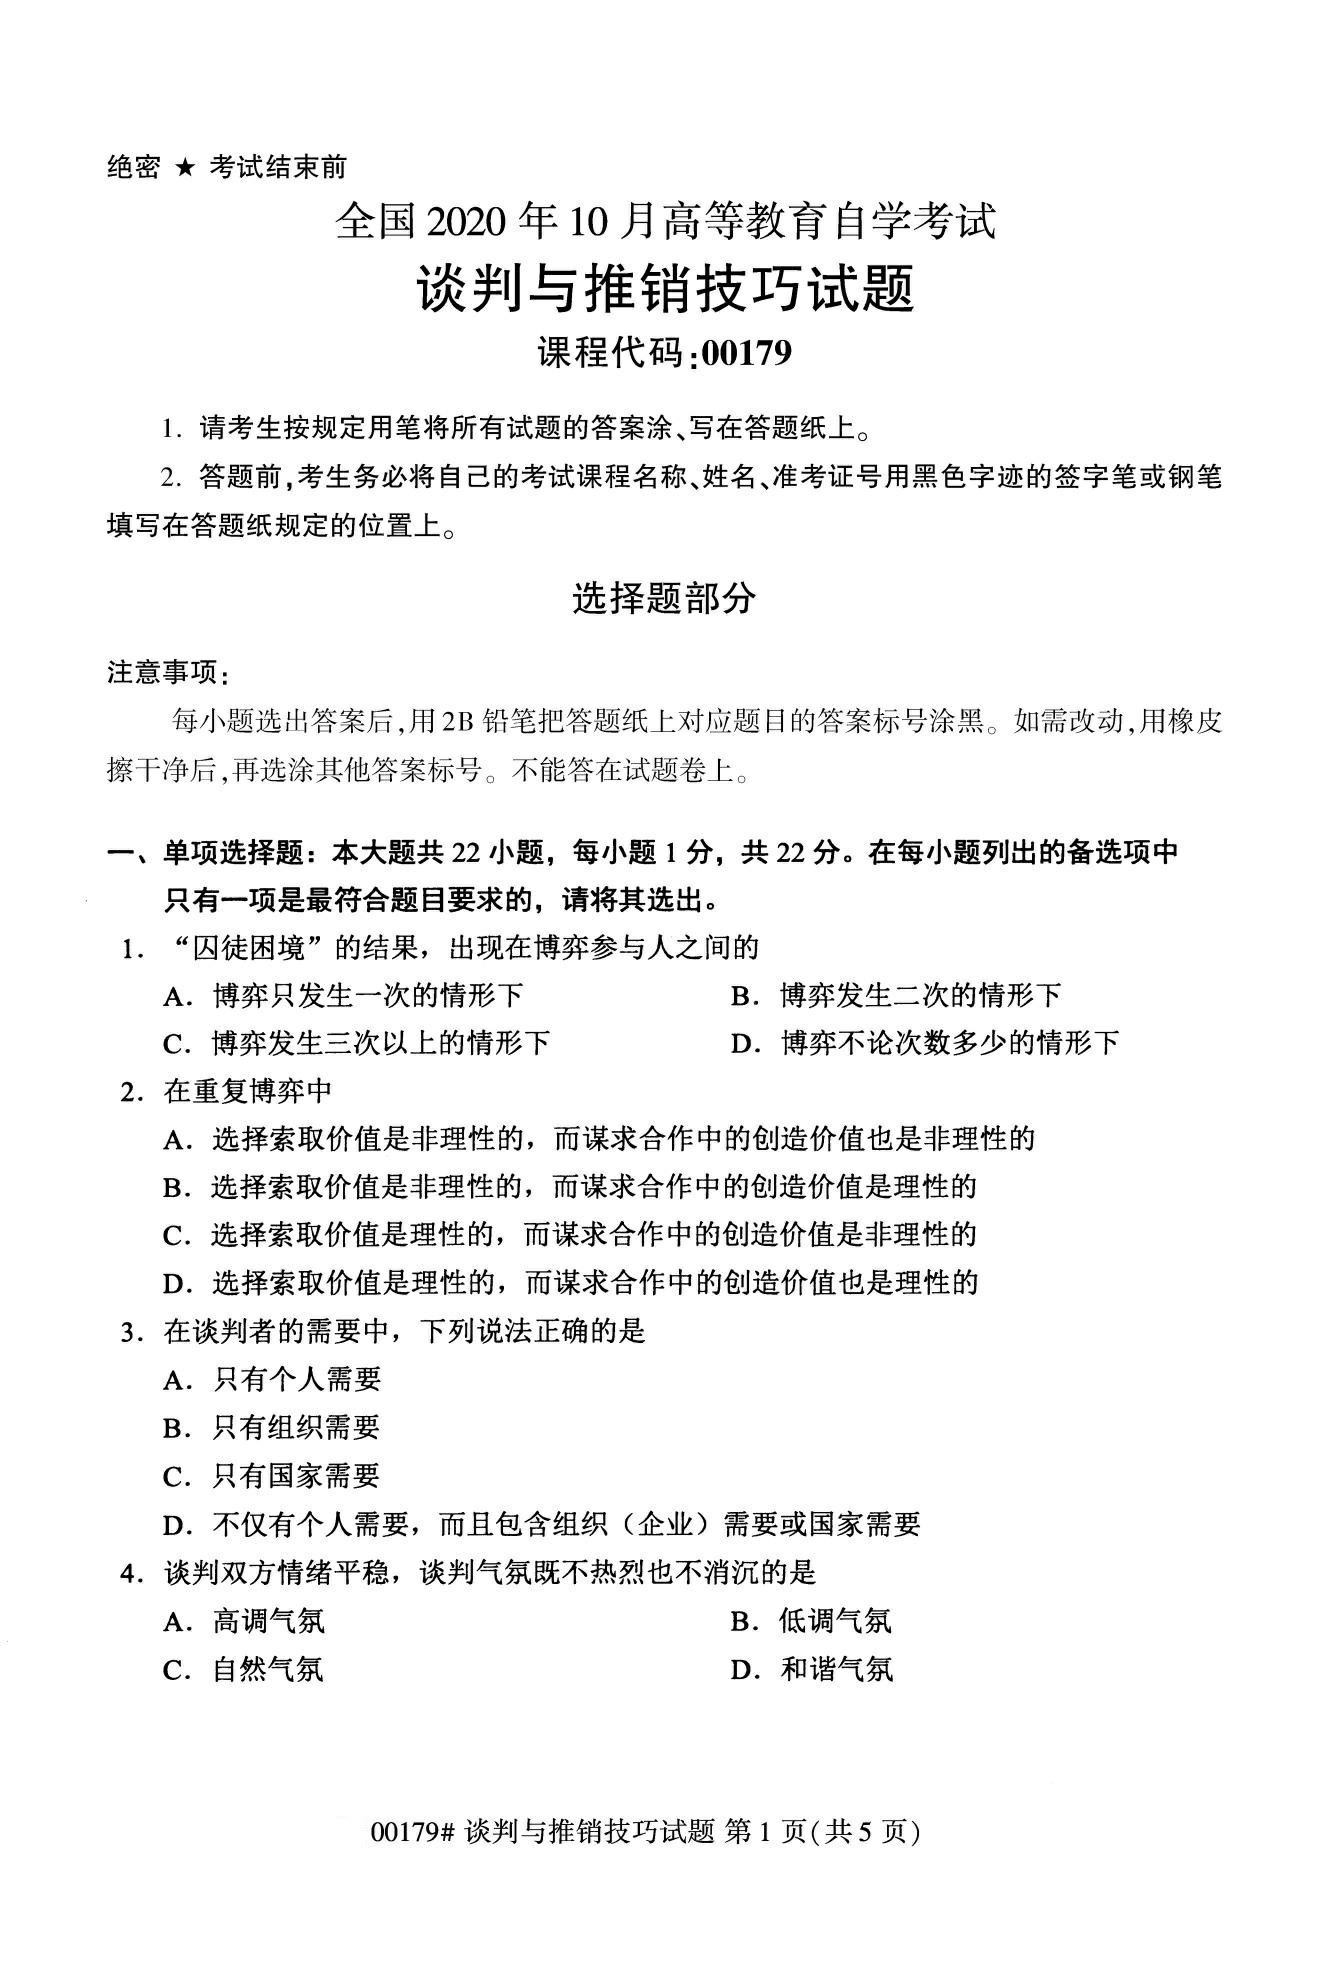 绝密 ★ 考试结束前
全国 2020 年 10 月高等教育自学考试
谈判与推销技巧试题
课程代码:00179
1. 请考生按规定用笔将所有试题的答案涂、写在答题纸上。
2. 答题前,考生务必将自己的考试课程名称、姓名、准考证号用黑色字迹的签字笔或钢笔
填写在答题纸规定的位置上。
选择题部分
注意事项:
每小题选出答案后,用 2B 铅笔把答题纸上对应题目的答案标号涂黑。如需改动,用橡皮
擦干净后,再选涂其他答案标号。不能答在试题卷上。
一、单项选择题：本大题共 22 小题，每小题 1 分，共 22 分。在每小题列出的备选项中
只有一项是最符合题目要求的，请将其选出。
1. “囚徒困境”的结果，出现在博弈参与人之间的
A. 博弈只发生一次的情形下 B. 博弈发生二次的情形下
C. 博弈发生三次以上的情形下 D. 博弈不论次数多少的情形下
2. 在重复博弈中
A. 选择索取价值是非理性的，而谋求合作中的创造价值也是非理性的
B. 选择索取价值是非理性的，而谋求合作中的创造价值是理性的
C. 选择索取价值是理性的，而谋求合作中的创造价值是非理性的
D. 选择索取价值是理性的，而谋求合作中的创造价值也是理性的
3. 在谈判者的需要中，下列说法正确的是
A. 只有个人需要
B. 只有组织需要
C. 只有国家需要
D. 不仅有个人需要，而且包含组织（企业）需要或国家需要
4. 谈判双方情绪平稳，谈判气氛既不热烈也不消沉的是
A. 高调气氛 B. 低调气氛
C. 自然气氛 D. 和谐气氛
00179# 谈判与推销技巧试题 第 1 页(共 5 页)